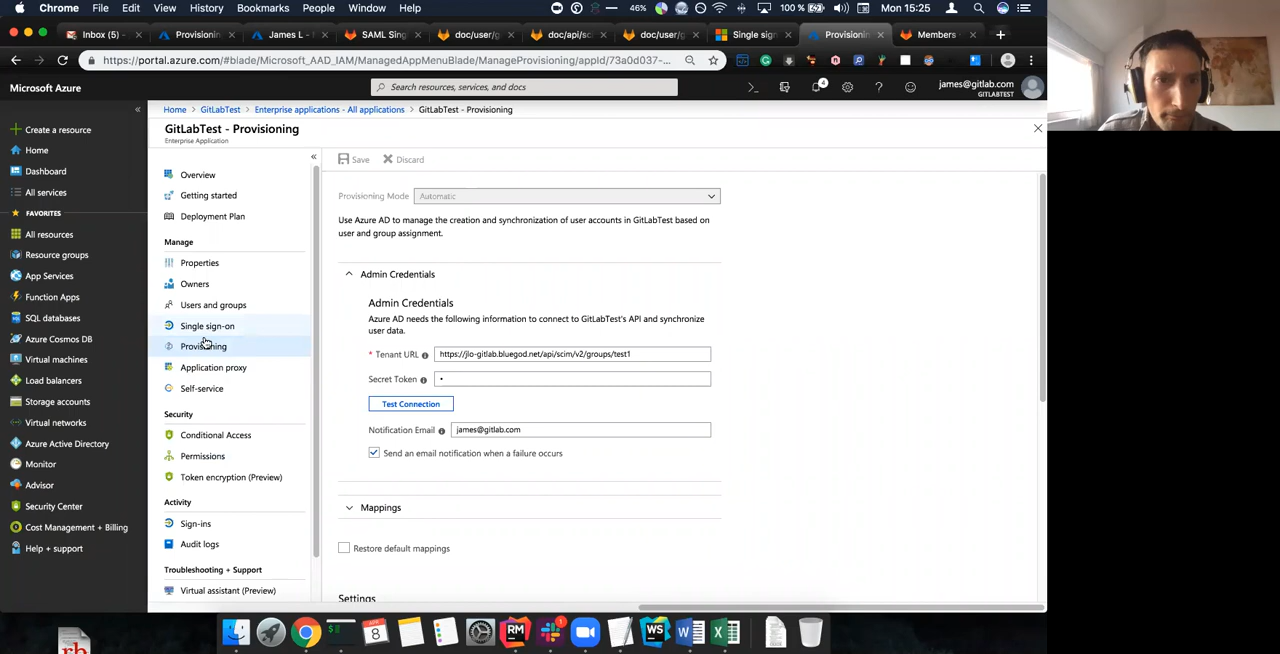 Chrome File Edit View History Bookmarks People Window Help 46% 100 % Mon 15:25
Inbox (5) - Provisionin James L - SAML Sing doc/user/g doc/api/sc doc/user/g Single sign Provisionin Members
https://portal.azure.com/#blade/Microsoft_AAD_IAM/ManagedAppMenuBlade/ManageProvisioning/appId/73a0d037-...
Microsoft Azure
Search resources, services, and docs
4
james@gitlab.com
GITLABTEST
Home > GitLabTest > Enterprise applications - All applications > GitLabTest - Provisioning
GitLabTest - Provisioning
Enterprise Application
Create a resource
Home
Dashboard
All services
FAVORITES
All resources
Resource groups
App Services
Function Apps
SQL databases
Azure Cosmos DB
Virtual machines
Load balancers
Storage accounts
Virtual networks
Azure Active Directory
Monitor
Advisor
Security Center
Cost Management + Billing
Help + support
Overview
Getting started
Deployment Plan
Manage
Properties
Owners
Users and groups
Single sign-on
Provisioning
Application proxy
Self-service
Security
Conditional Access
Permissions
Token encryption (Preview)
Activity
Sign-ins
Audit logs
Troubleshooting + Support
Virtual assistant (Preview)
Save Discard
Provisioning Mode Automatic
Use Azure AD to manage the creation and synchronization of user accounts in GitLabTest based on
user and group assignment.
Admin Credentials
Admin Credentials
Azure AD needs the following information to connect to GitLabTest's API and synchronize
user data.
* Tenant URL https://jlo-gitlab.bluegod.net/api/scim/v2/groups/test1
Secret Token •
Test Connection
Notification Email james@gitlab.com
Send an email notification when a failure occurs
Mappings
Restore default mappings
Settings
APR
8
RM
WS
1
rb